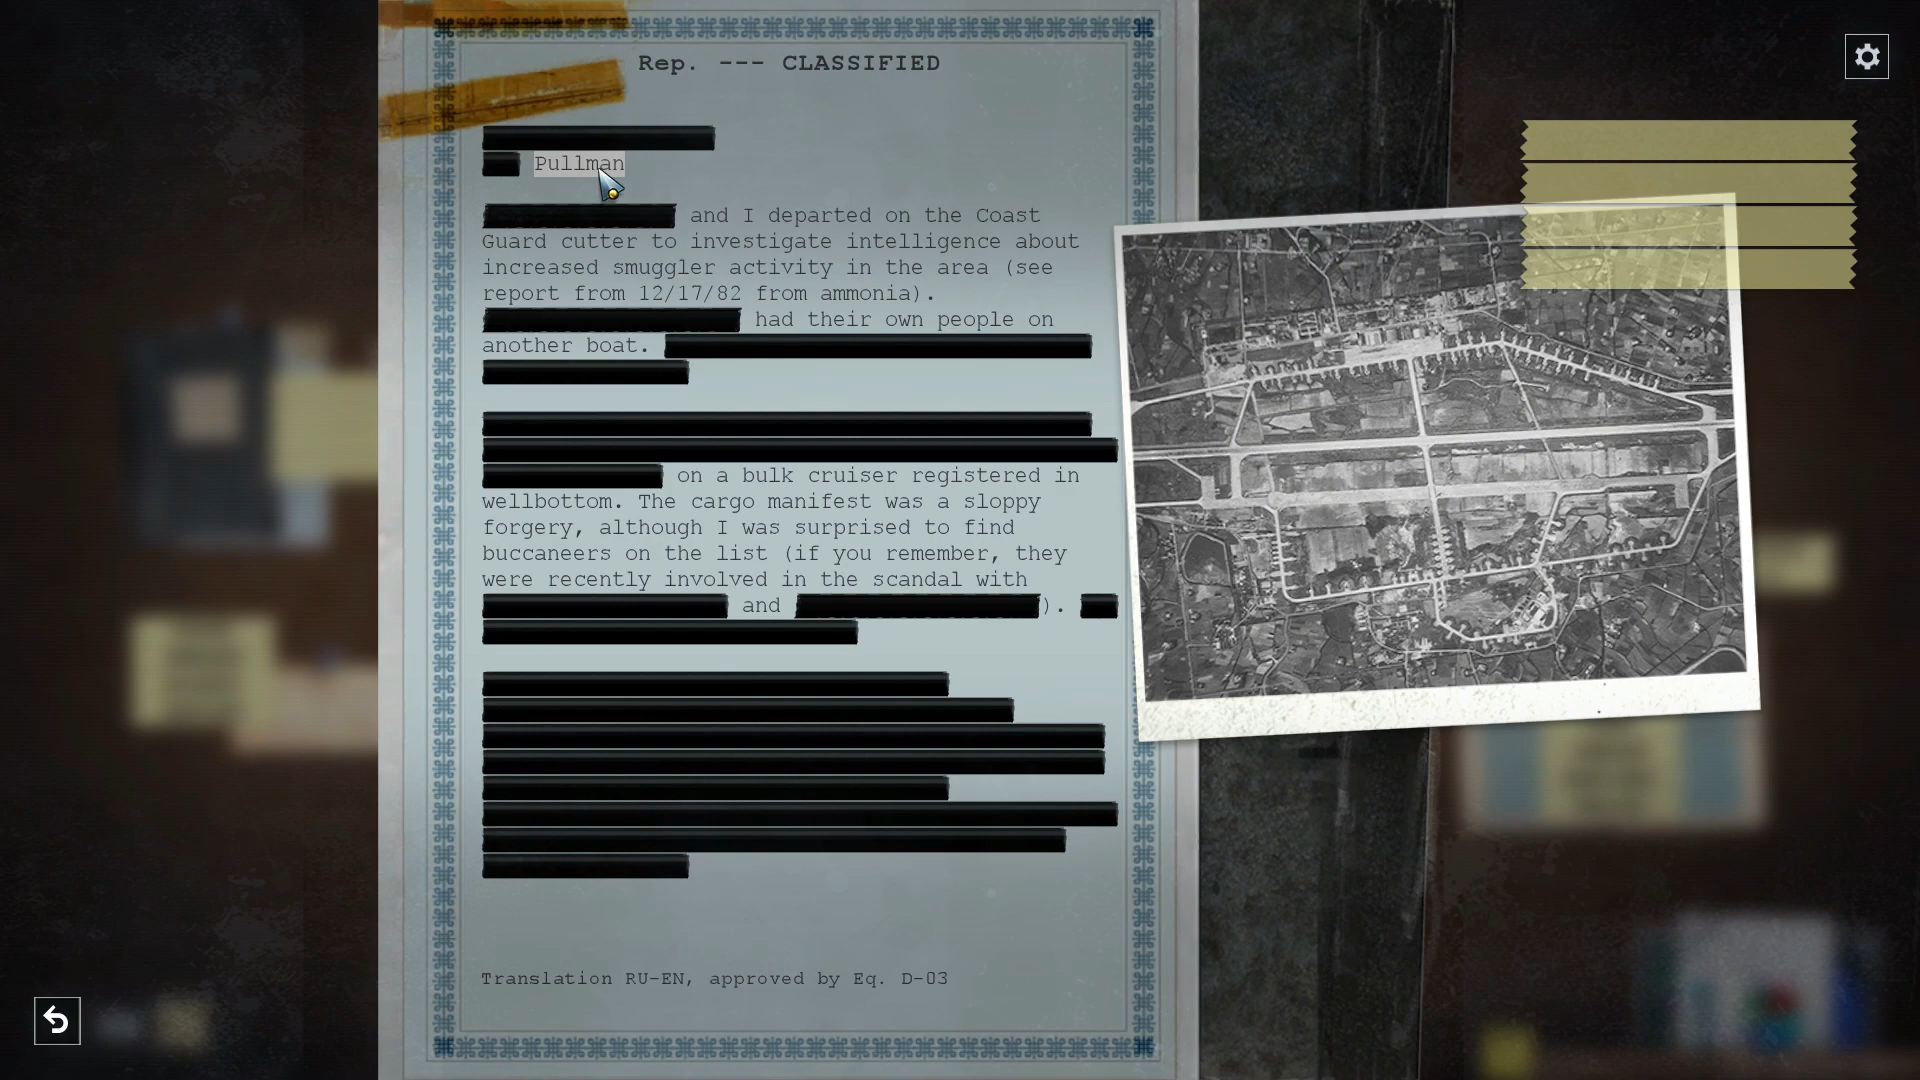 Rep. --- CLASSIFIED
Pullman
and I departed on the Coast
Guard cutter to investigate intelligence about
increased smuggler activity in the area (see
report from 12/17/82 from ammonia).
had their own people on
another boat.
on a bulk cruiser registered in
wellbottom. The cargo manifest was a sloppy
forgery, although I was surprised to find
buccaneers on the list (if you remember, they
were recently involved in the scandal with
and ).
Translation RU-EN, approved by Eq. D-03